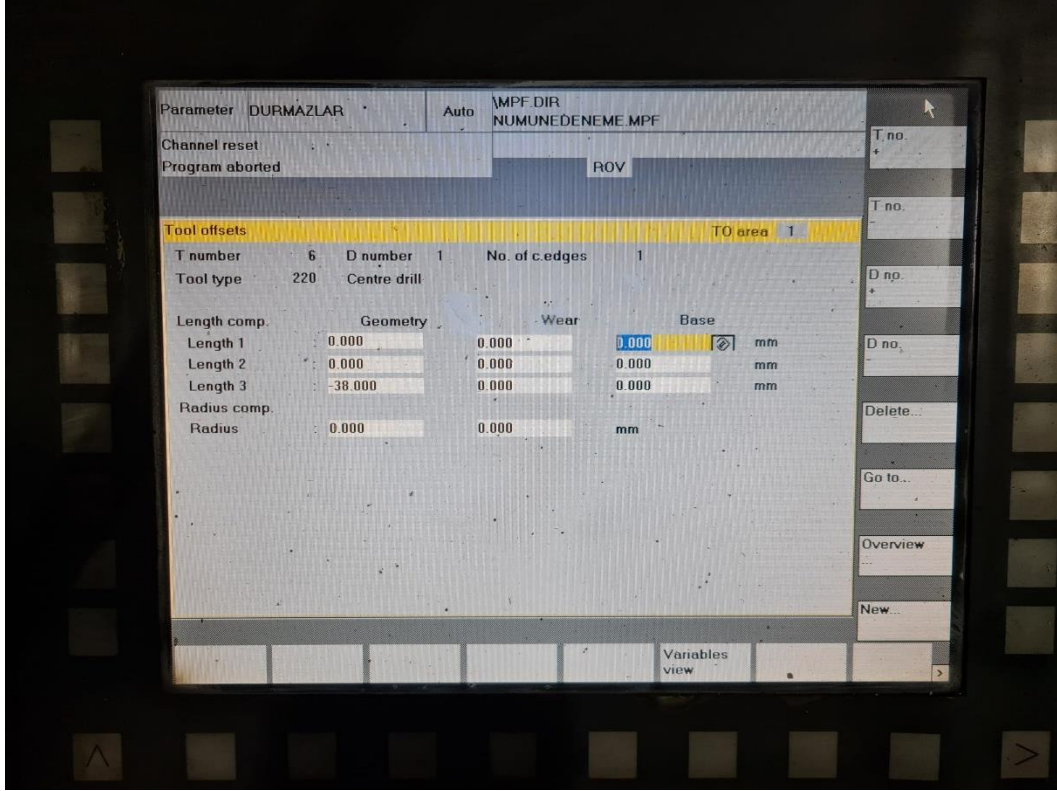 Parameter DURMAZLAR Auto \MPF.DIR
NUMUNEDENEME.MPF
Channel reset
Program aborted ROV
Tool offsets TO area 1
T number 6 D number 1 No. of c.edges 1
Tool type 220 Centre drill
Length comp. Geometry Wear Base
Length 1 : 0.000 0.000 0.000 mm
Length 2 : 0.000 0.000 0.000 mm
Length 3 : -38.000 0.000 0.000 mm
Radius comp.
Radius : 0.000 0.000 mm
T no.
+
T no.
-
D no.
+
D no.
-
Delete...
Go to...
Overview
...
New...
Variables
view
>
^ >